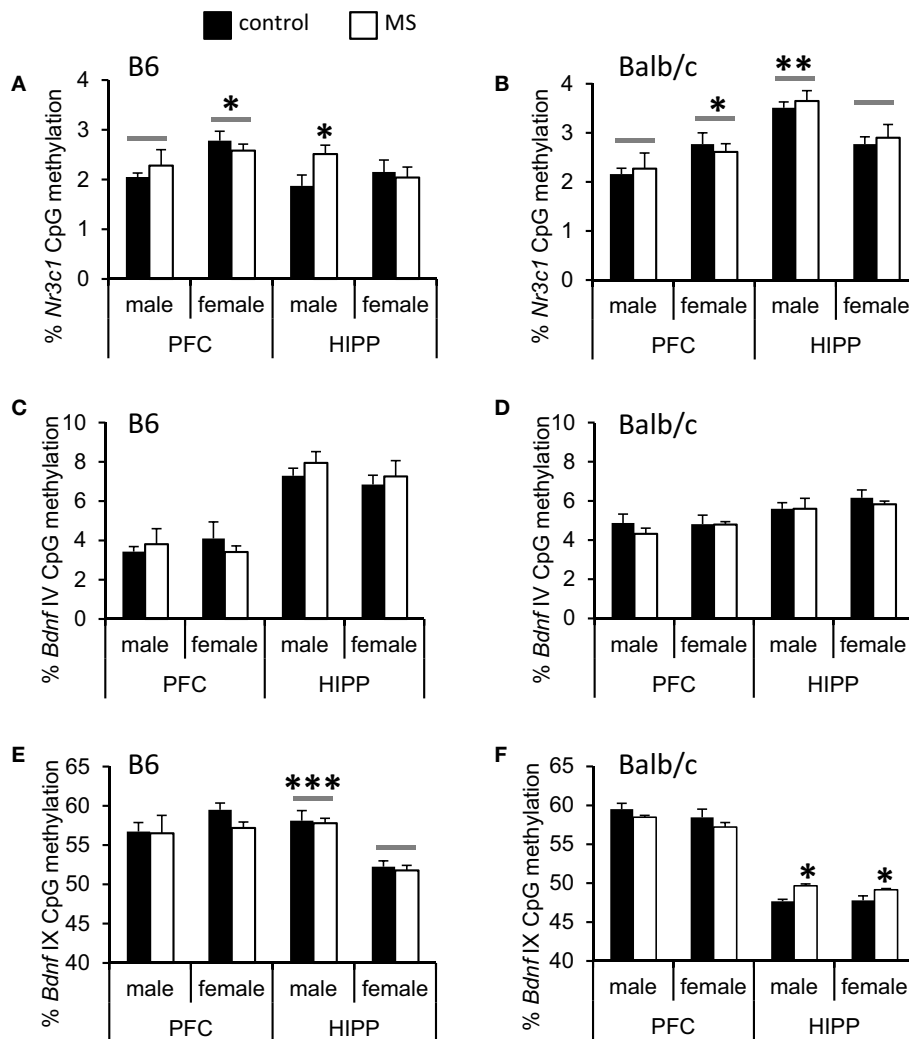 control MS
A B6
% Nr3c1 CpG methylation
4
3
2
1
0
*
*
male female male female
PFC HIPP
B Balb/c
% Nr3c1 CpG methylation
4
3
2
1
0
*
**
male female male female
PFC HIPP
C B6
% Bdnf IV CpG methylation
10
8
6
4
2
0
male female male female
PFC HIPP
D Balb/c
% Bdnf IV CpG methylation
10
8
6
4
2
0
male female male female
PFC HIPP
E B6
% Bdnf IX CpG methylation
65
60
55
50
45
40
***
male female male female
PFC HIPP
F Balb/c
% Bdnf IX CpG methylation
65
60
55
50
45
40
*
*
male female male female
PFC HIPP